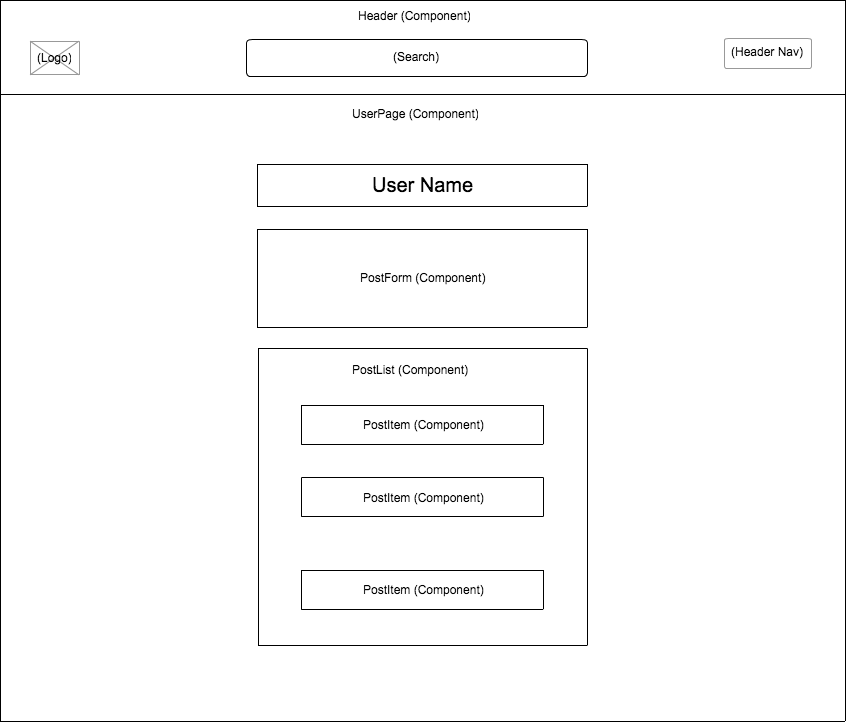 Header (Component)
(Logo)
(Search)
(Header Nav)
UserPage (Component)
User Name
PostForm (Component)
PostList (Component)
PostItem (Component)
PostItem (Component)
PostItem (Component)